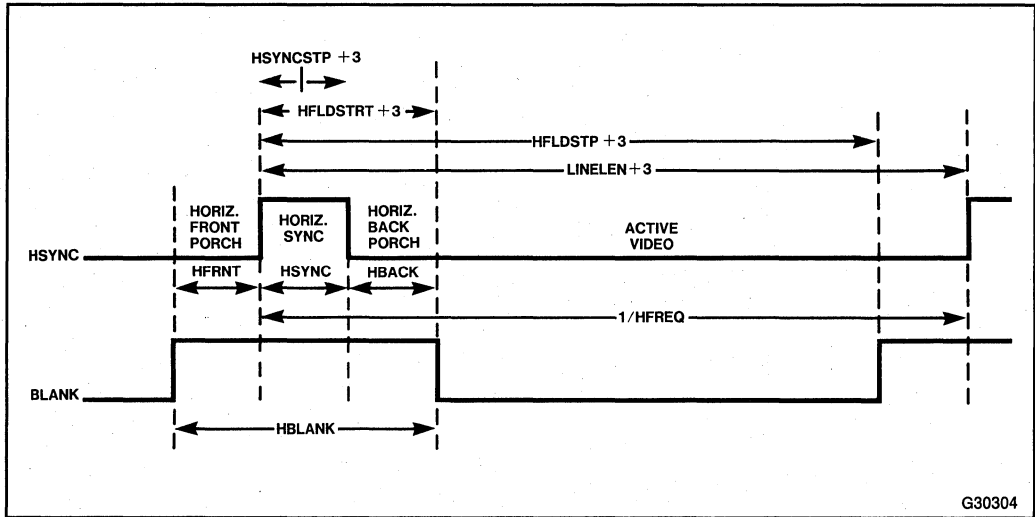 HSYNCSTP +3
HFLDSTRT +3
HFLDSTP +3
LINELEN+3
HORIZ.
FRONT
PORCH
HORIZ.
SYNC
HORIZ.
BACK
PORCH
ACTIVE
VIDEO
HSYNC
HFRNT
HSYNC
HBACK
1/HFREQ
BLANK
HBLANK
G30304